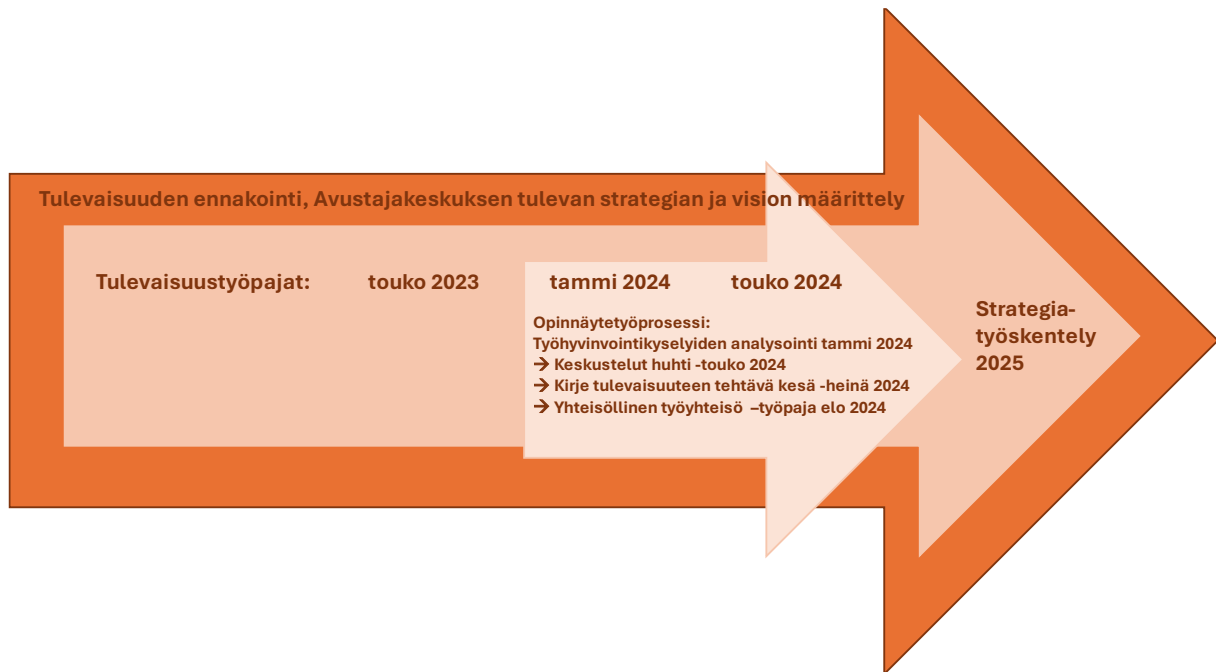 Tulevaisuuden ennakointi, Avustajakeskuksen tulevan strategian ja vision määrittely
Tulevaisuustyöpajat: touko 2023 tammi 2024 touko 2024
Opinnäytetyöprosessi:
Työhyvinvointikyselyiden analysointi tammi 2024
→ Keskustelut huhti -touko 2024
→ Kirje tulevaisuuteen tehtävä kesä -heinä 2024
→ Yhteisöllinen työyhteisö –työpaja elo 2024
Strategia-
työskentely
2025